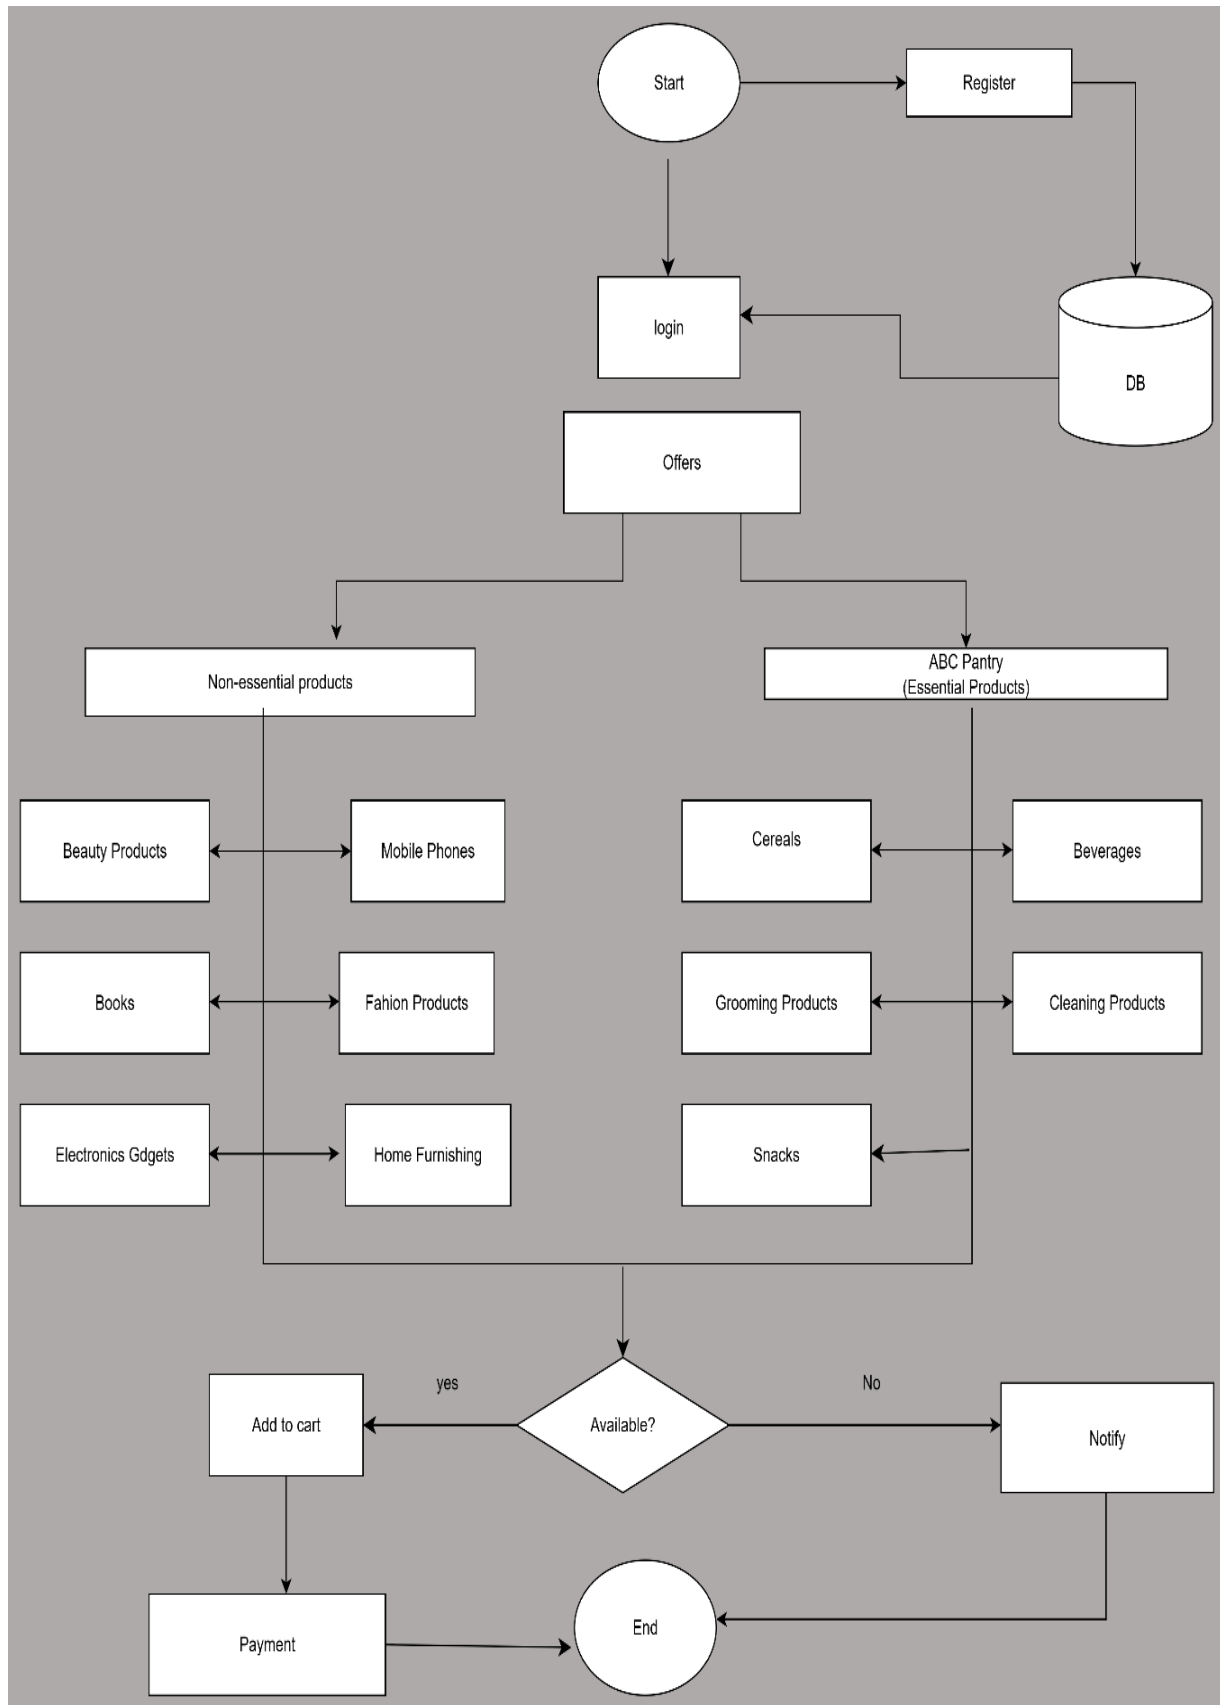 Start
Register
login
DB
Offers
Non-essential products
ABC Pantry
(Essential Products)
Beauty Products
Mobile Phones
Cereals
Beverages
Books
Fahion Products
Grooming Products
Cleaning Products
Electronics Gdgets
Home Furnishing
Snacks
yes
No
Add to cart
Available?
Notify
End
Payment